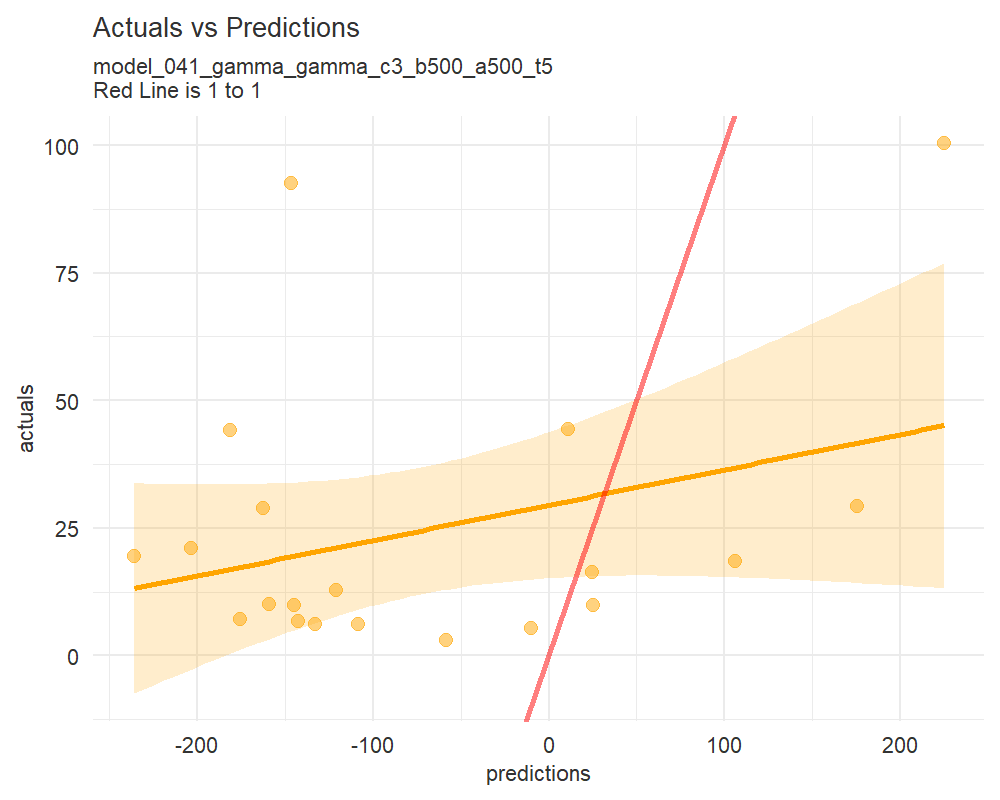 Actuals vs Predictions
model_041_gamma_gamma_c3_b500_a500_t5
Red Line is 1 to 1
100
75
50
25
0
actuals
-200
-100
0
100
200
predictions